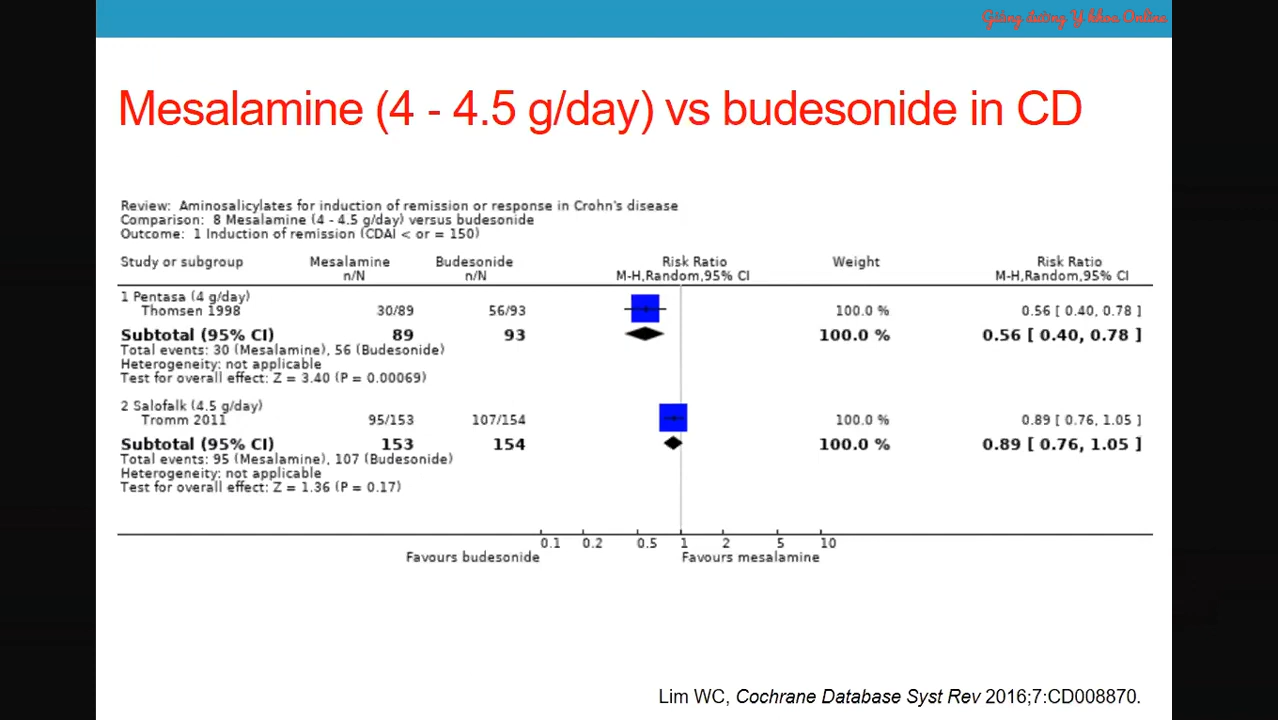 Giảng đường Y khoa Online
Mesalamine (4 - 4.5 g/day) vs budesonide in CD
Review: Aminosalicylates for induction of remission or response in Crohn's disease
Comparison: 8 Mesalamine (4 - 4.5 g/day) versus budesonide
Outcome: 1 Induction of remission (CDAI < or = 150)
Study or subgroup Mesalamine Budesonide Risk Ratio Weight Risk Ratio
n/N n/N M-H,Random,95% CI M-H,Random,95% CI
1 Pentasa (4 g/day)
Thomsen 1998 30/89 56/93 100.0 % 0.56 [ 0.40, 0.78 ]
Subtotal (95% CI) 89 93 100.0 % 0.56 [ 0.40, 0.78 ]
Total events: 30 (Mesalamine), 56 (Budesonide)
Heterogeneity: not applicable
Test for overall effect: Z = 3.40 (P = 0.00069)
2 Salofalk (4.5 g/day)
Tromm 2011 95/153 107/154 100.0 % 0.89 [ 0.76, 1.05 ]
Subtotal (95% CI) 153 154 100.0 % 0.89 [ 0.76, 1.05 ]
Total events: 95 (Mesalamine), 107 (Budesonide)
Heterogeneity: not applicable
Test for overall effect: Z = 1.36 (P = 0.17)
0.1 0.2 0.5 1 2 5 10
Favours budesonide Favours mesalamine
Lim WC, Cochrane Database Syst Rev 2016;7:CD008870.